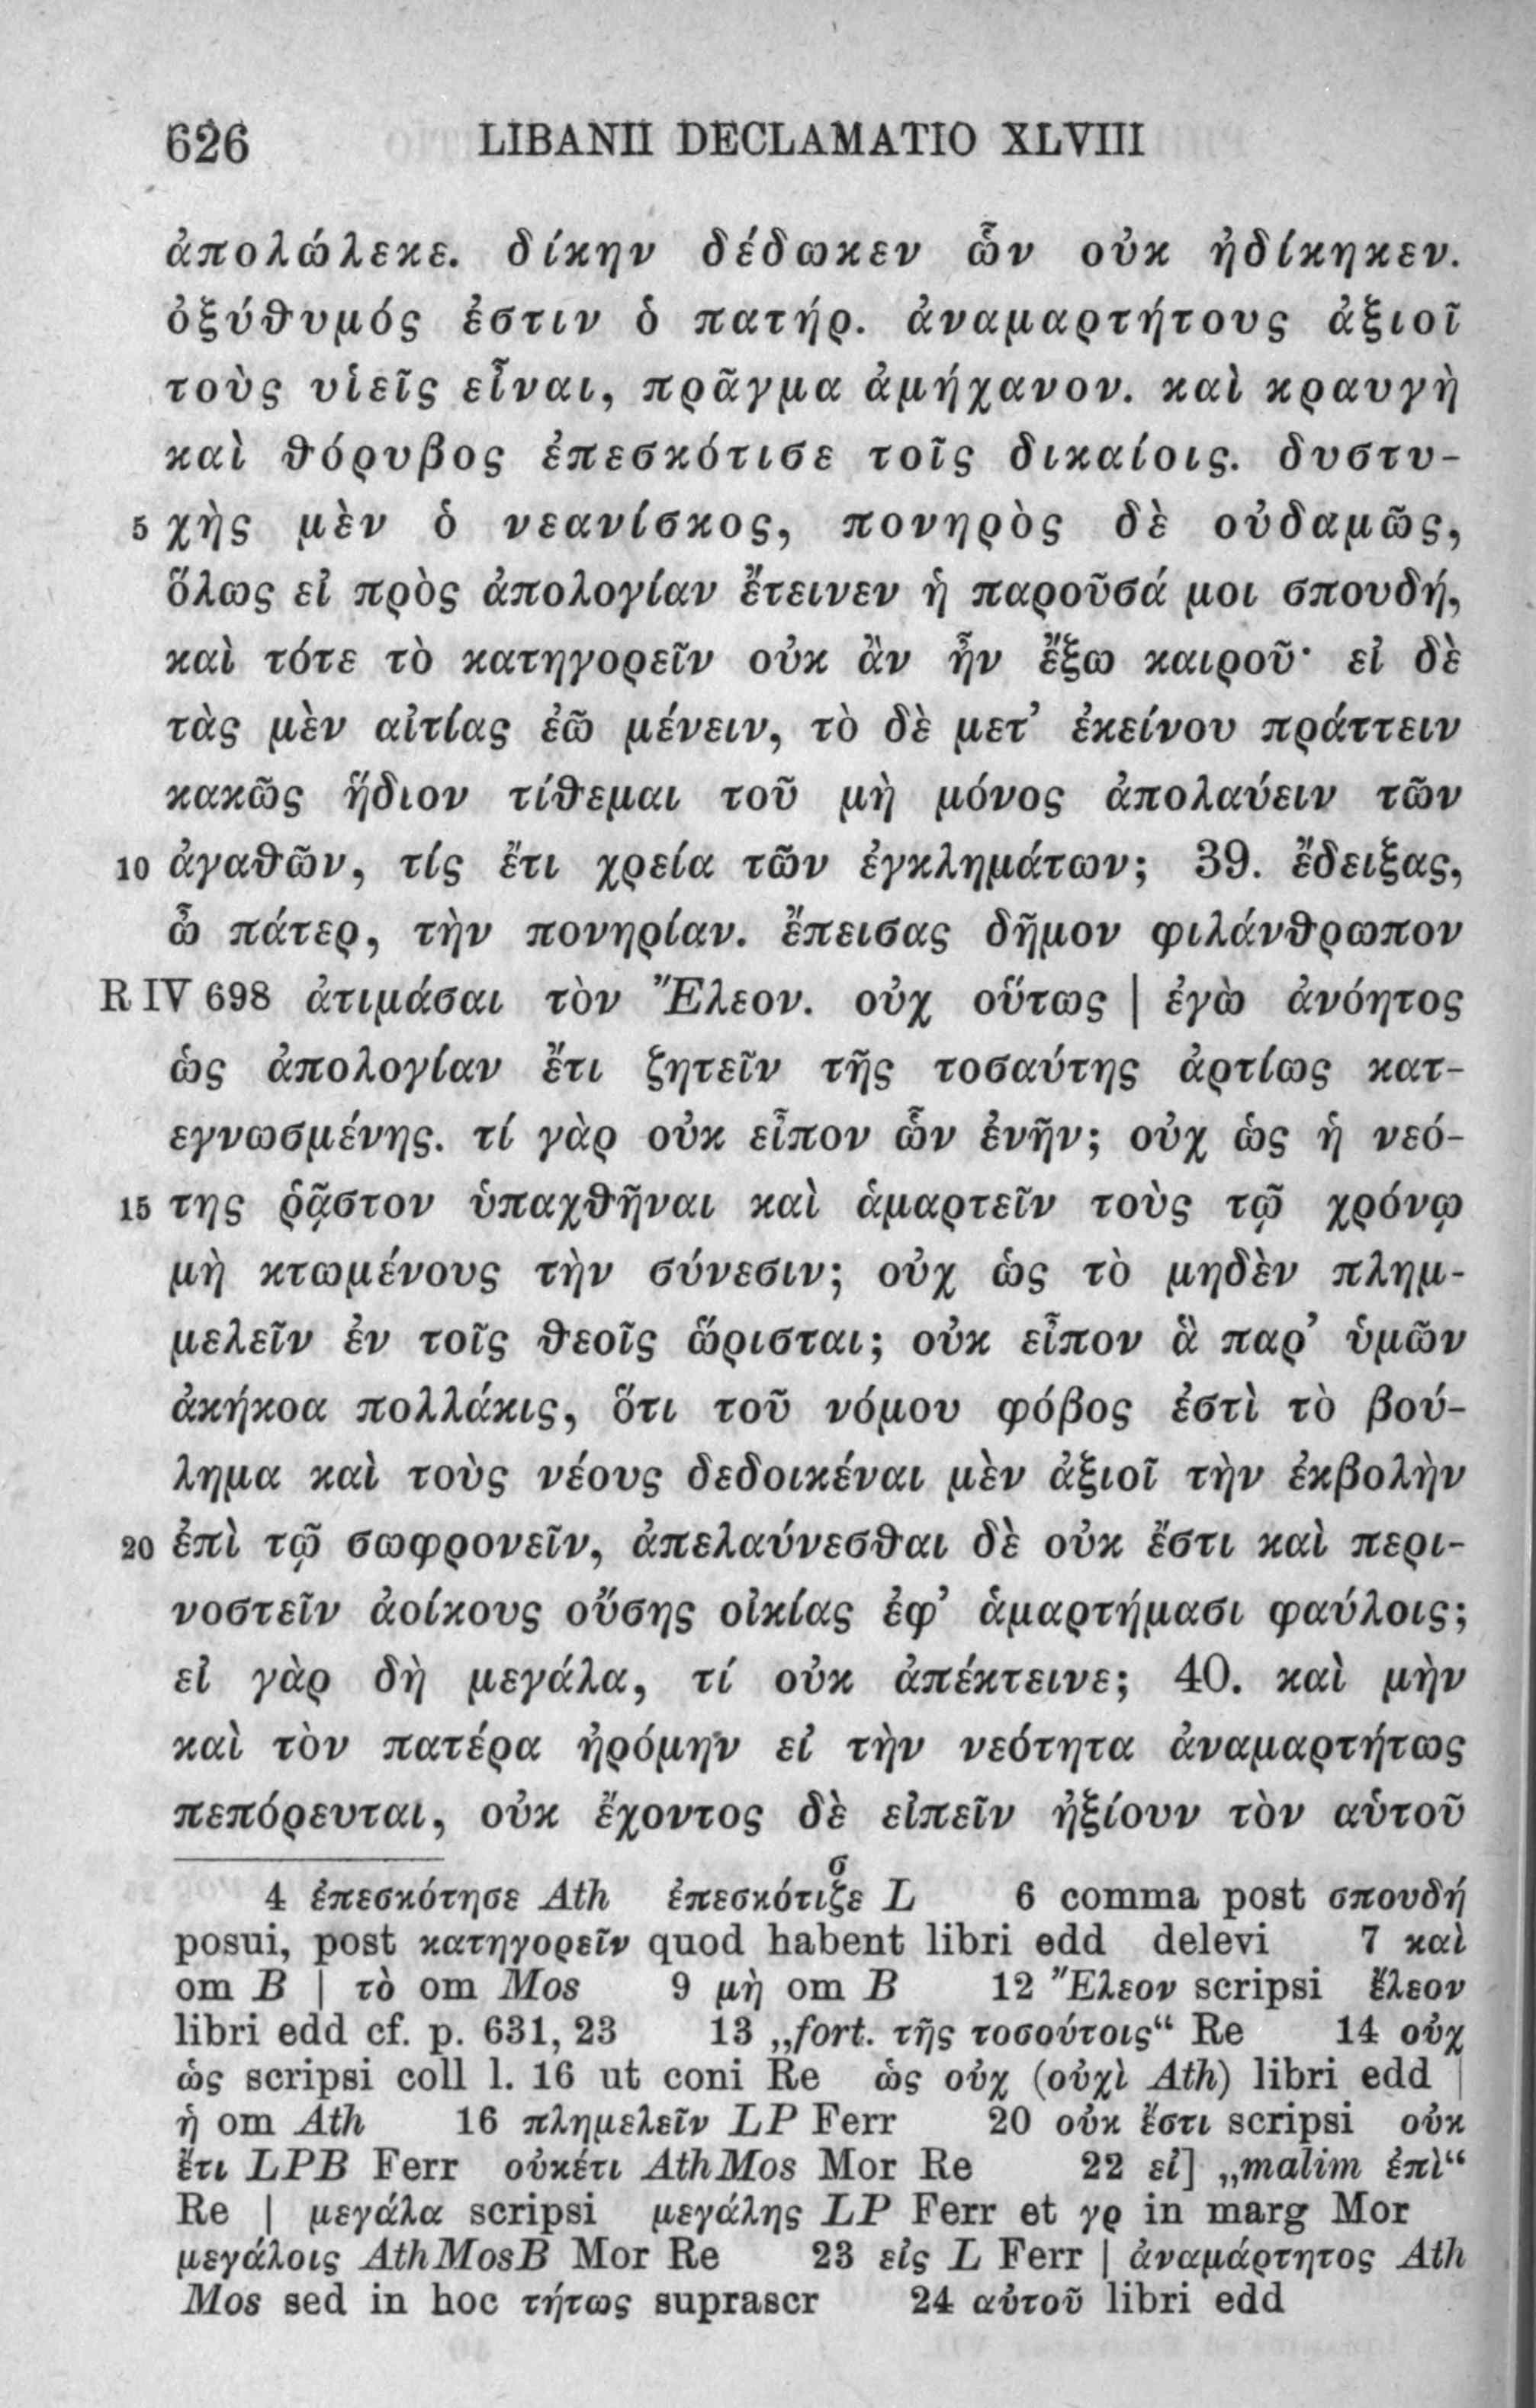 626 LIBANII DECLAMATIO XLVIII
ἀπολώλεκε. δίκην δέδωκεν ὧν οὐκ ἠδίκηκεν.
ὀξύθυμός ἐστιν ὁ πατήρ. ἀναμαρτήτους ἀξιοῖ
τοὺς υἱεῖς εἶναι, πρᾶγμα ἀμήχανον. καὶ κραυγὴ
καὶ θόρυβος ἐπεσκότισε τοῖς δικαίοις. δυστυ-
5 χὴς μὲν ὁ νεανίσκος, πονηρὸς δὲ οὐδαμῶς,
ὅλως εἰ πρὸς ἀπολογίαν ἔτεινεν ἡ παροῦσά μοι σπουδή,
καὶ τότε τὸ κατηγορεῖν οὐκ ἂν ἦν ἔξω καιροῦ· εἰ δὲ
τὰς μὲν αἰτίας ἐῶ μένειν, τὸ δὲ μετ’ ἐκείνου πράττειν
κακῶς ἥδιον τίθεμαι τοῦ μὴ μόνος ἀπολαύειν τῶν
10 ἀγαθῶν, τίς ἔτι χρεία τῶν ἐγκλημάτων; 39. ἔδειξας,
ὦ πάτερ, τὴν πονηρίαν. ἔπεισας δῆμον φιλάνθρωπον
R IV 698 ἀτιμάσαι τὸν Ἔλεον. οὐχ οὕτως | ἐγὼ ἀνόητος
ὡς ἀπολογίαν ἔτι ζητεῖν τῆς τοσαύτης ἀρτίως κατ-
εγνωσμένης. τί γὰρ οὐκ εἶπον ὧν ἐνῆν; οὐχ ὡς ἡ νεό-
15 της ῥᾷστον ὑπαχθῆναι καὶ ἁμαρτεῖν τοὺς τῷ χρόνῳ
μὴ κτωμένους τὴν σύνεσιν; οὐχ ὡς τὸ μηδὲν πλημ-
μελεῖν ἐν τοῖς θεοῖς ὥρισται; οὐκ εἶπον ἃ παρ’ ὑμῶν
ἀκήκοα πολλάκις, ὅτι τοῦ νόμου φόβος ἐστὶ τὸ βού-
λημα καὶ τοὺς νέους δεδοικέναι μὲν ἀξιοῖ τὴν ἐκβολὴν
20 ἐπὶ τῷ σωφρονεῖν, ἀπελαύνεσθαι δὲ οὐκ ἔστι καὶ περι-
νοστεῖν ἀοίκους οὔσης οἰκίας ἐφ’ ἁμαρτήμασι φαύλοις;
εἰ γὰρ δὴ μεγάλα, τί οὐκ ἀπέκτεινε; 40. καὶ μὴν
καὶ τὸν πατέρα ἠρόμην εἰ τὴν νεότητα ἀναμαρτήτως
πεπόρευται, οὐκ ἔχοντος δὲ εἰπεῖν ἠξίουν τὸν αὑτοῦ
σ
4 ἐπεσκότησε Ath ἐπεσκότιζε L 6 comma post σπουδή
posui, post κατηγορεῖν quod habent libri edd delevi 7 καὶ
om B | τὸ om Mos 9 μὴ om B 12 Ἔλεον scripsi ἔλεον
libri edd cf. p. 631, 23 13 „fort. τῆς τοσούτοις“ Re 14 οὐχ
ὡς scripsi coll l. 16 ut coni Re ὡς οὐχ (οὐχὶ Ath) libri edd |
ἡ om Ath 16 πλημελεῖν LP Ferr 20 οὐκ ἔστι scripsi οὐκ
ἔτι LPB Ferr οὐκέτι AthMos Mor Re 22 εἰ] „malim ἐπὶ“
Re | μεγάλα scripsi μεγάλης LP Ferr et γρ in marg Mor
μεγάλοις AthMosB Mor Re 23 εἰς L Ferr | ἀναμάρτητος Ath
Mos sed in hoc τήτως suprascr 24 αὐτοῦ libri edd